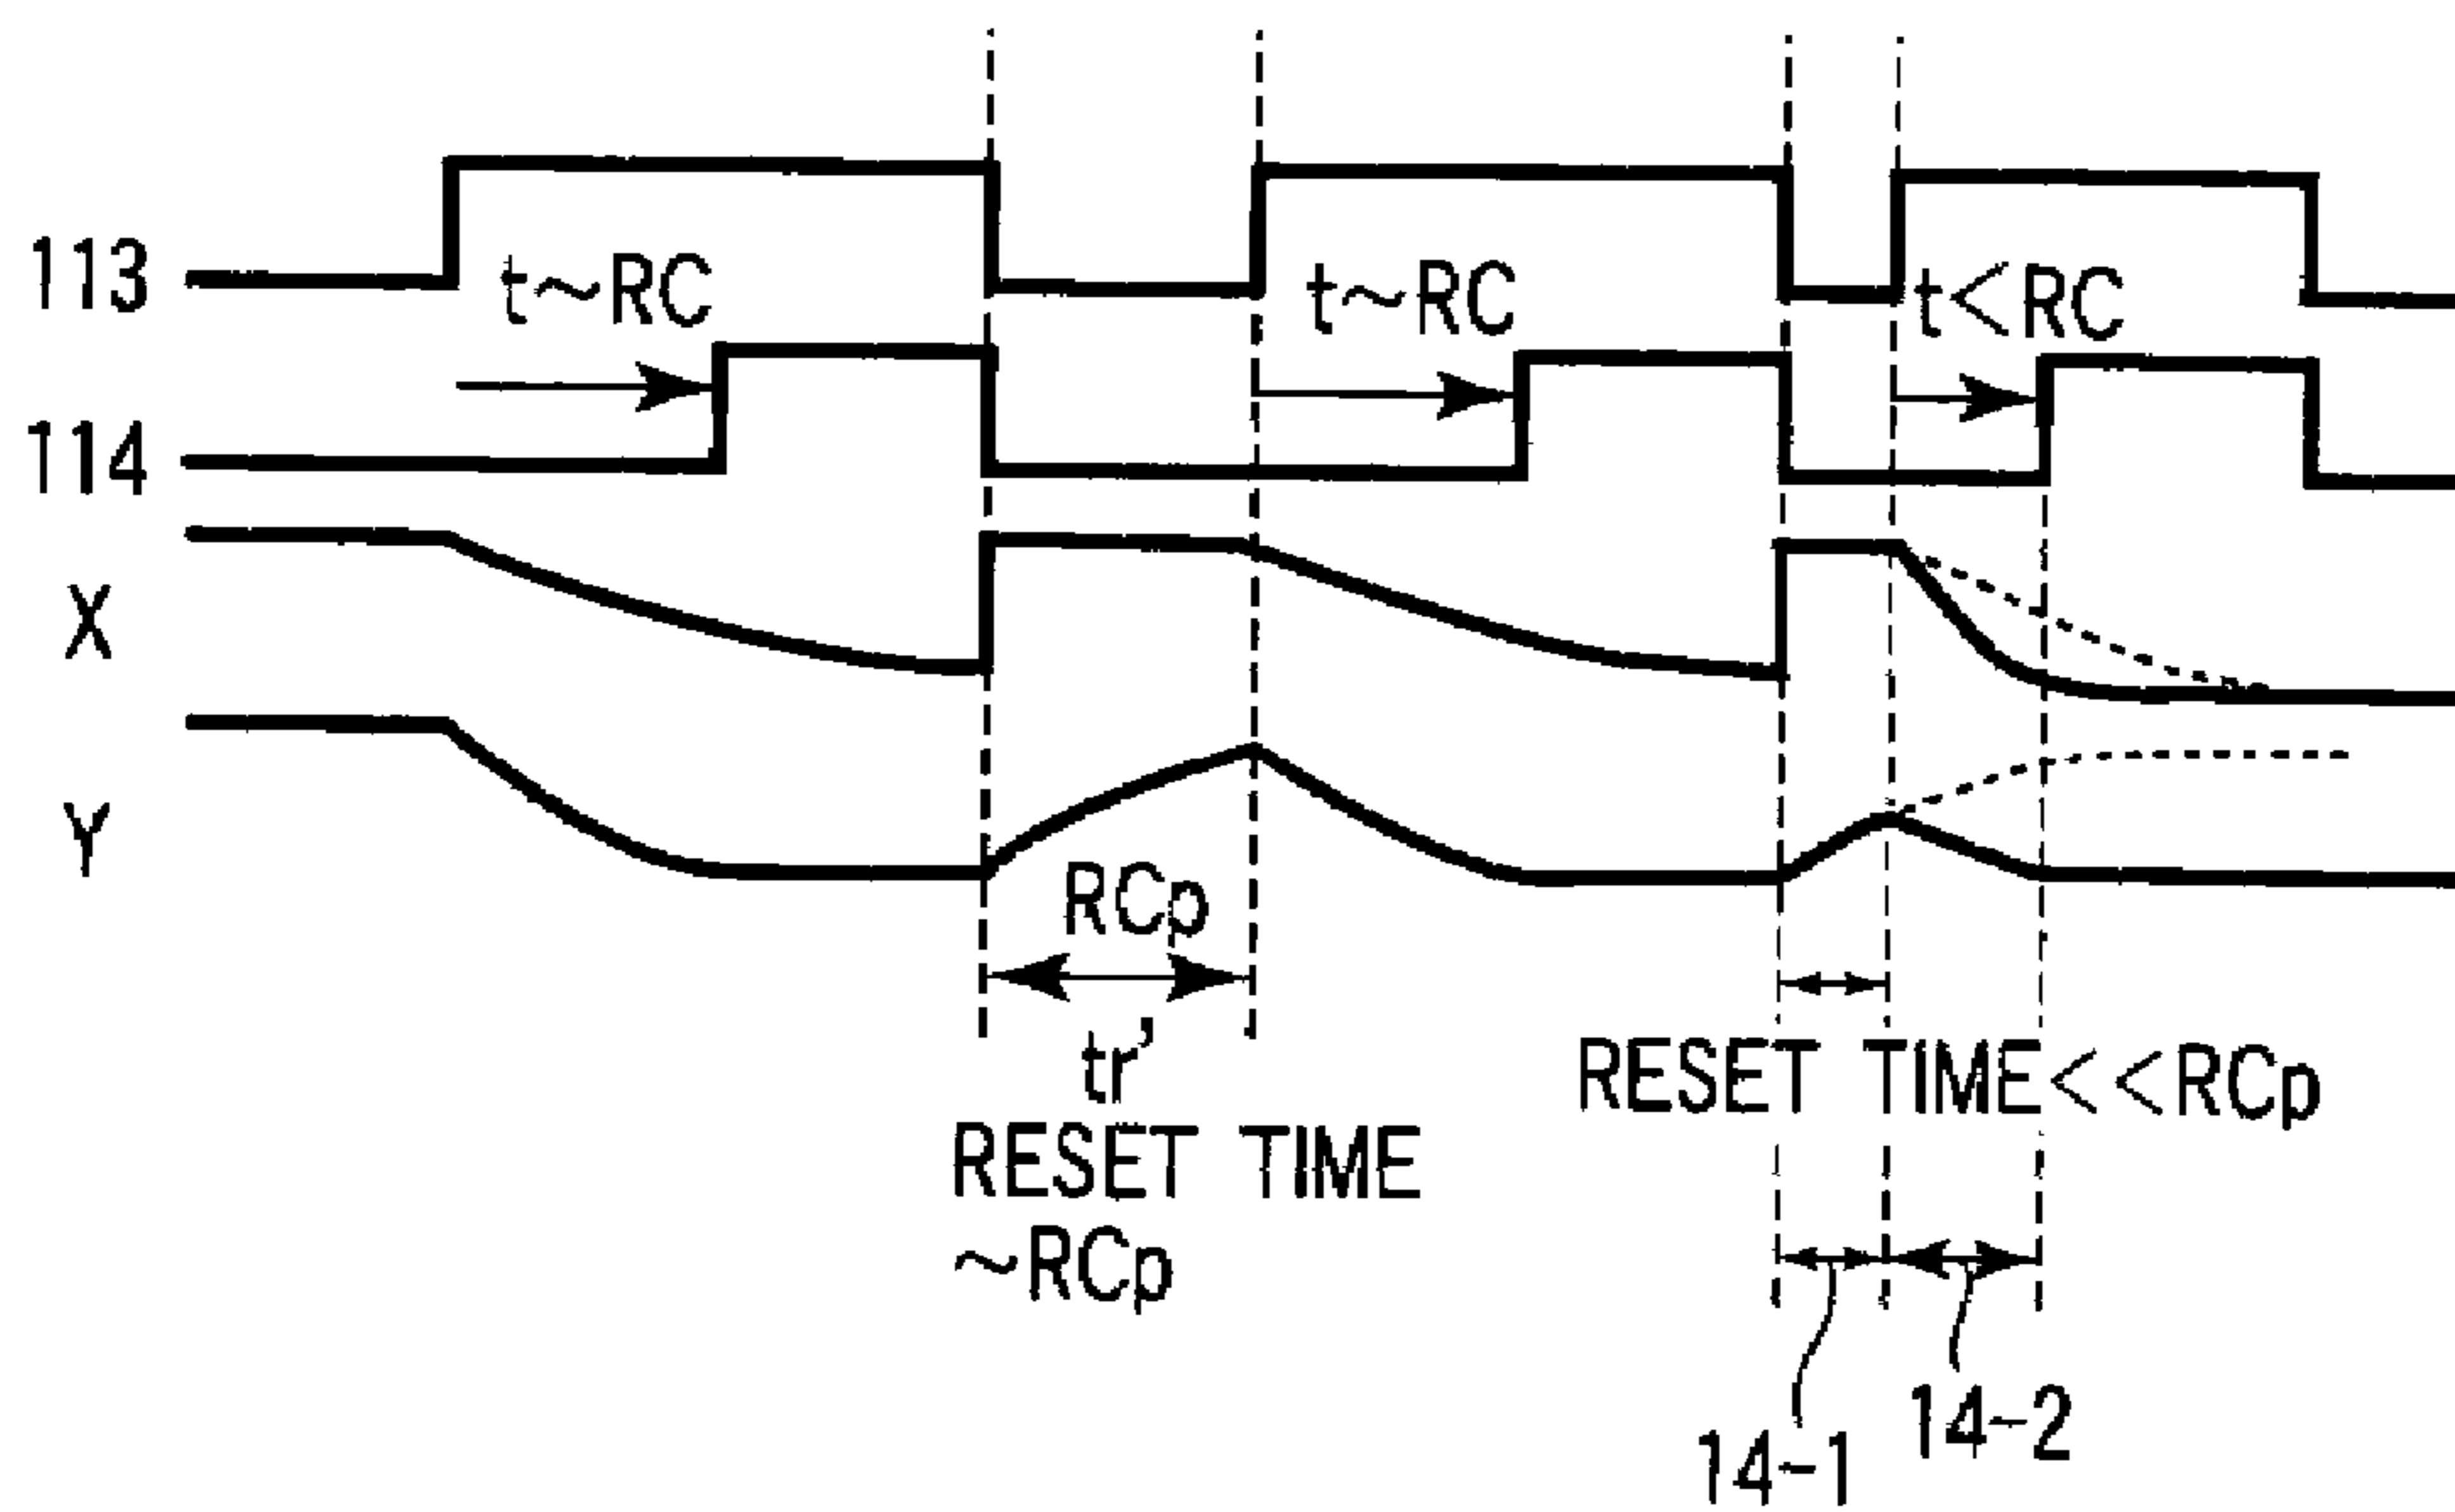 113
t~RC
t~RC
t<RC
114
X
Y
RCp
tr'
RESET TIME
~RCp
RESET TIME<<RCp
14-1
14-2